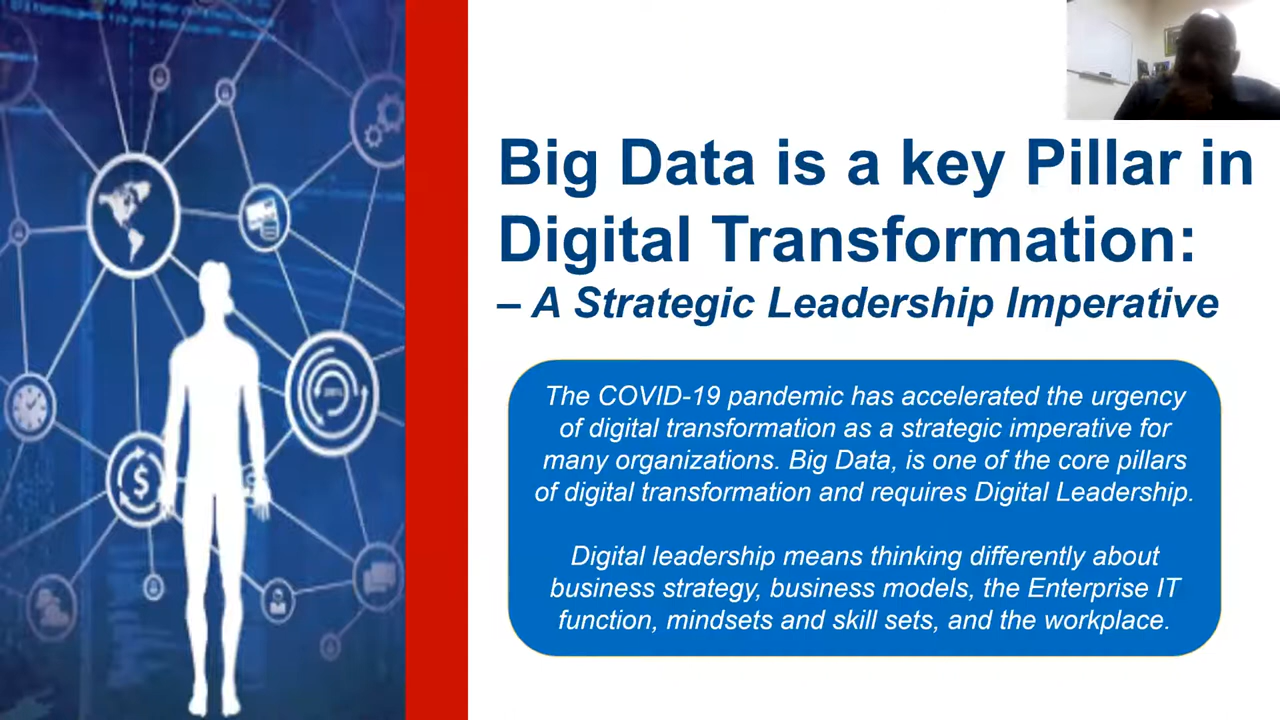 Big Data is a key Pillar in
Digital Transformation:
– A Strategic Leadership Imperative
The COVID-19 pandemic has accelerated the urgency
of digital transformation as a strategic imperative for
many organizations. Big Data, is one of the core pillars
of digital transformation and requires Digital Leadership.
Digital leadership means thinking differently about
business strategy, business models, the Enterprise IT
function, mindsets and skill sets, and the workplace.
$